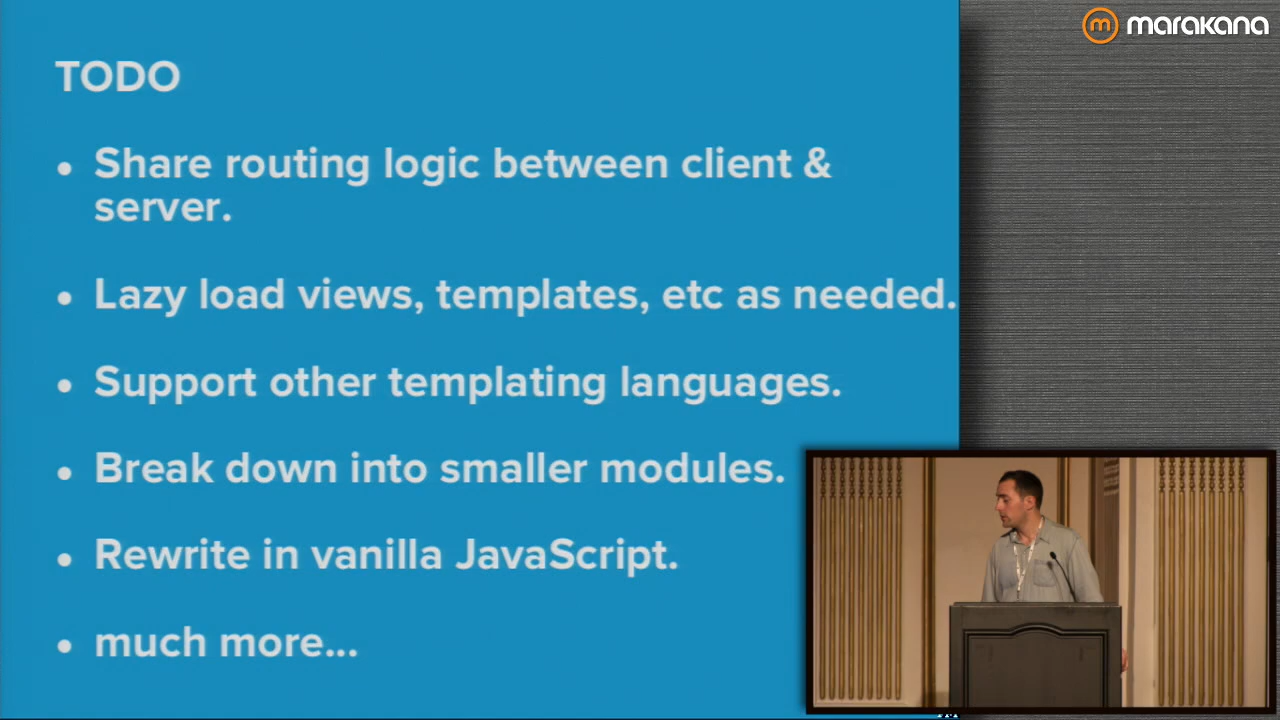 marakana
TODO
• Share routing logic between client &
server.
• Lazy load views, templates, etc as needed.
• Support other templating languages.
• Break down into smaller modules.
• Rewrite in vanilla JavaScript.
• much more...